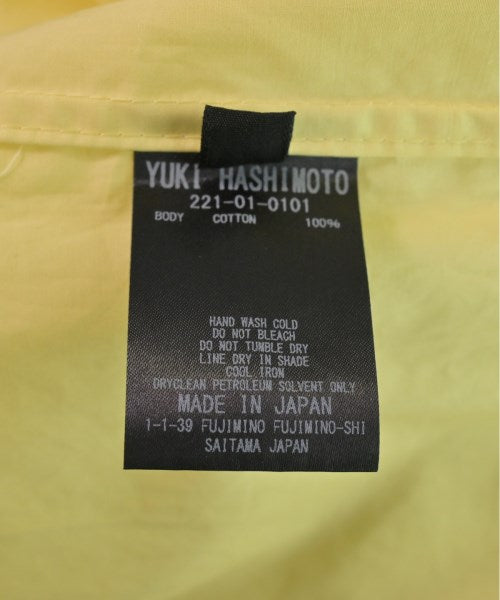 YUKI HASHIMOTO
221-01-0101
BODY COTTON 100%
HAND WASH COLD
DO NOT BLEACH
DO NOT TUMBLE DRY
LINE DRY IN SHADE
COOL IRON
DRYCLEAN PETROLEUM SOLVENT ONLY
MADE IN JAPAN
1-1-39 FUJIMINO FUJIMINO-SHI
SAITAMA JAPAN